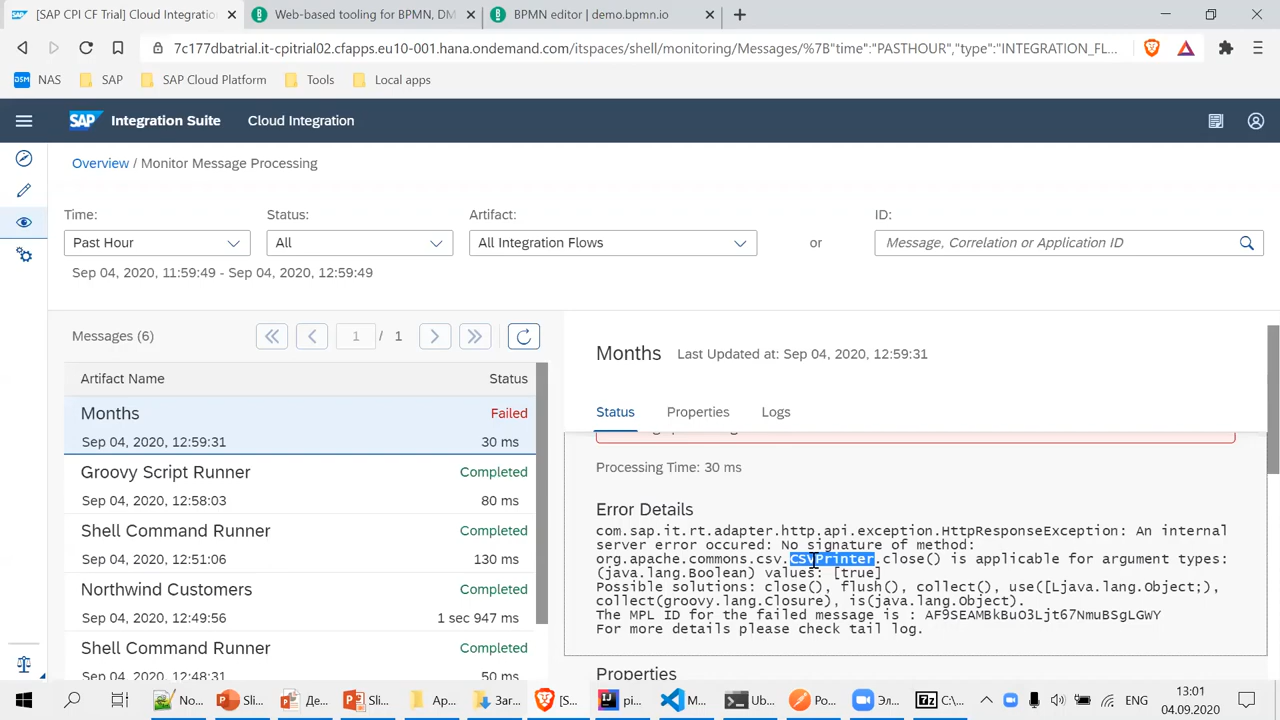 [SAP CPI CF Trial] [Cloud Integratio
Web-based tooling for BPMN, DM
BPMN editor | demo.bpmn.io
7c177dbatrial.it-cpitrial02.cfapps.eu10-001.hana.ondemand.com/itspaces/shell/monitoring/Messages/%7B"time":"PASTHOUR","type":"INTEGRATION_FL...
DSM NAS SAP SAP Cloud Platform Tools Local apps
SAP Integration Suite Cloud Integration
Overview / Monitor Message Processing
Time: Status: Artifact: ID:
Past Hour All All Integration Flows or Message, Correlation or Application ID
Sep 04, 2020, 11:59:49 - Sep 04, 2020, 12:59:49
Messages (6) 1 / 1
Artifact Name Status
Months Failed
Sep 04, 2020, 12:59:31 30 ms
Groovy Script Runner Completed
Sep 04, 2020, 12:58:03 80 ms
Shell Command Runner Completed
Sep 04, 2020, 12:51:06 130 ms
Northwind Customers Completed
Sep 04, 2020, 12:49:56 1 sec 947 ms
Shell Command Runner Completed
Sep 04, 2020, 12:48:31 50 ms
Months Last Updated at: Sep 04, 2020, 12:59:31
Status Properties Logs
Processing Time: 30 ms
Error Details
com.sap.it.rt.adapter.http.api.exception.HttpResponseException: An internal
server error occured: No signature of method:
org.apache.commons.csv.CSVPrinter.close() is applicable for argument types:
(java.lang.Boolean) values: [true]
Possible solutions: close(), flush(), collect(), use([Ljava.lang.Object;),
collect(groovy.lang.Closure), is(java.lang.Object).
The MPL ID for the failed message is : AF9SEAMBkBuO3Ljt67NmuBSgLGWY
For more details please check tail log.
Properties
No... Sli... Де... Sli... Ap... Заг... [S... pi... M... Ub... Po... Эл... C:\... ENG 13:01
04.09.2020